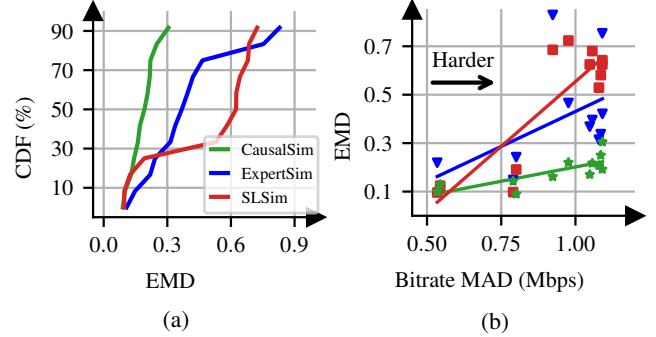 90
70
50
30
10
CDF (%)
0.0 0.3 0.6 0.9
EMD
CausalSim
ExpertSim
SLSim
(a)
0.7
0.5
0.3
0.1
EMD
Harder
0.50 0.75 1.00
Bitrate MAD (Mbps)
(b)